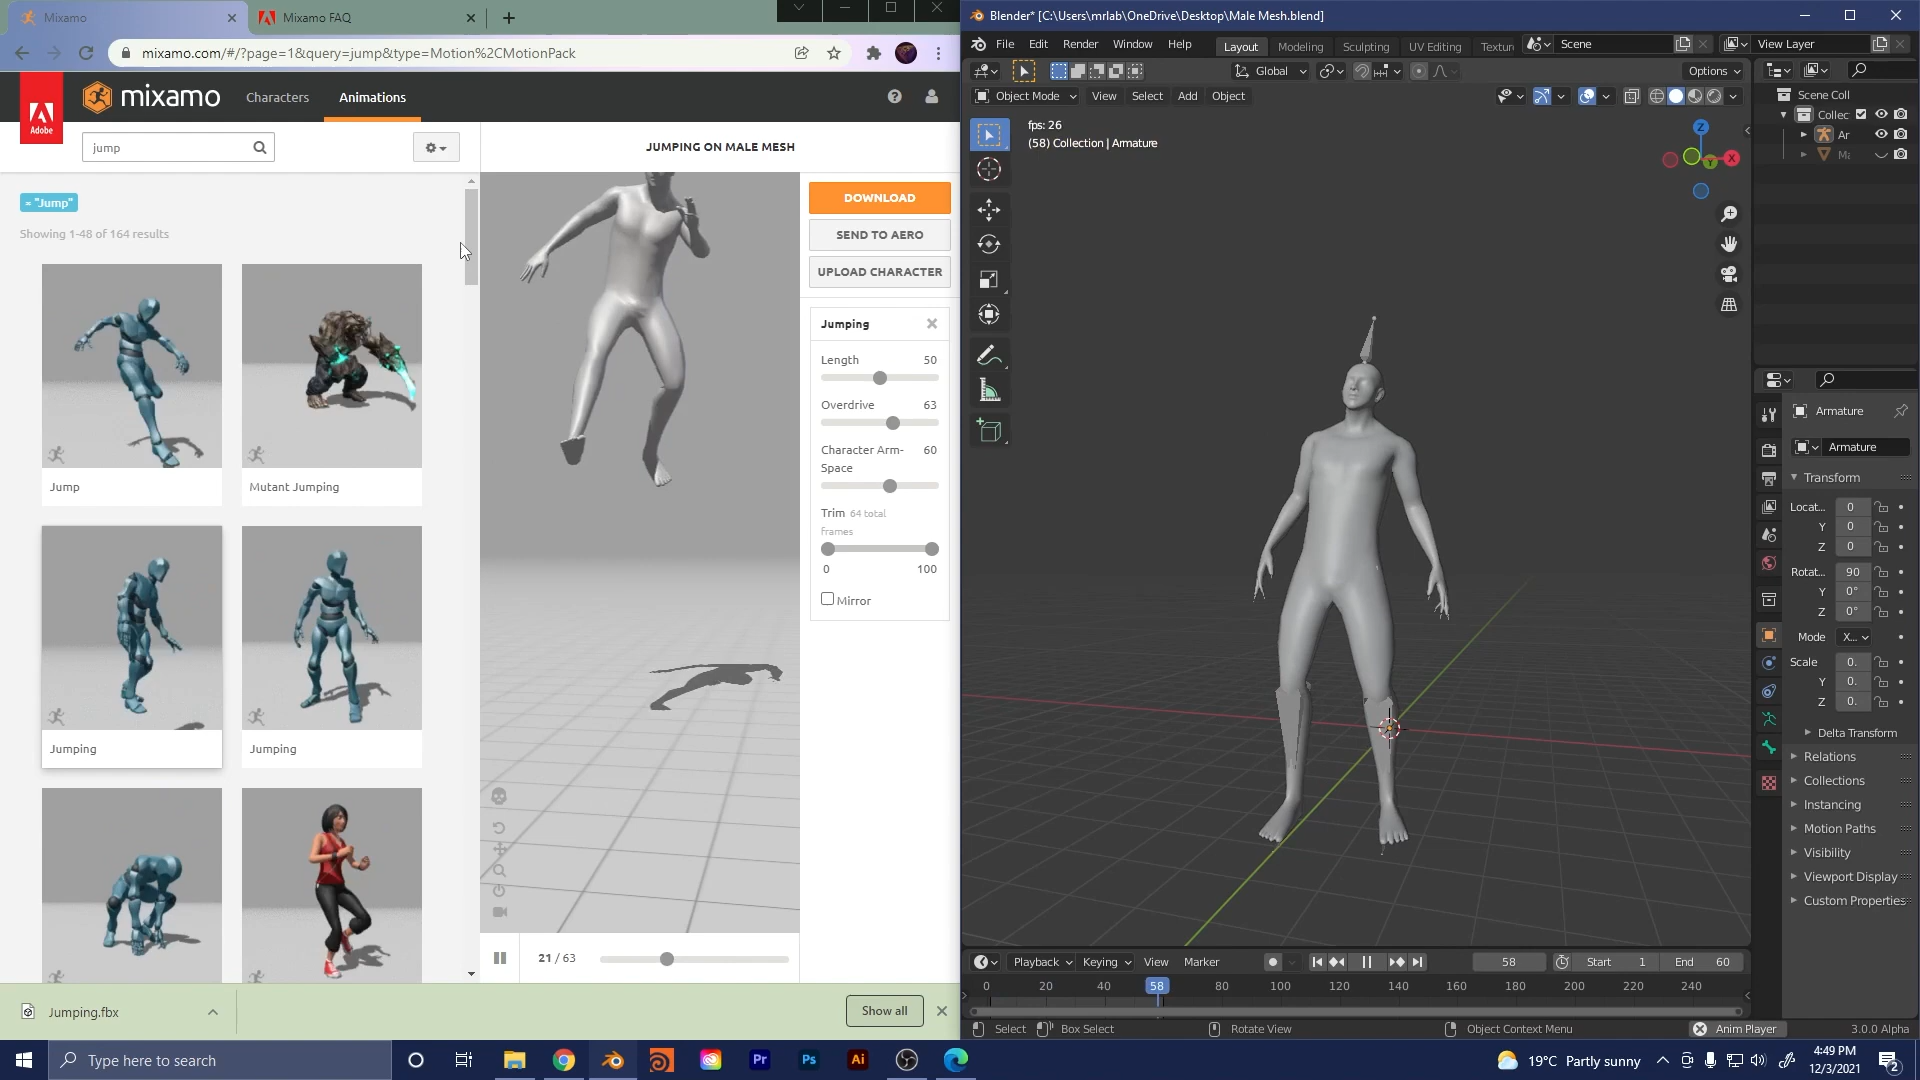 Mixamo
Mixamo FAQ
mixamo.com/#/?page=1&query=jump&type=Motion%2CMotionPack
Adobe
mixamo
Characters
Animations
jump
JUMPING ON MALE MESH
× "Jump"
Showing 1-48 of 164 results
Jump
Mutant Jumping
Jumping
Jumping
DOWNLOAD
SEND TO AERO
UPLOAD CHARACTER
Jumping
Length 50
Overdrive 63
Character Arm-Space 60
Trim 64 total frames
0 100
Mirror
21 / 63
Jumping.fbx
Show all
Blender* [C:\Users\mrlab\OneDrive\Desktop\Male Mesh.blend]
File Edit Render Window Help
Layout Modeling Sculpting UV Editing Textur
Scene
View Layer
Global
Options
Object Mode View Select Add Object
fps: 26
(58) Collection | Armature
Z
Y
X
Scene Coll
Collec
Ar
Ma
Armature
Armature
Transform
Locat... 0
Y 0
Z 0
Rotat... 90
Y 0°
Z 0°
Mode X...
Scale 0.
Y 0.
Z 0.
Delta Transform
Relations
Collections
Instancing
Motion Paths
Visibility
Viewport Display
Custom Properties
Playback Keying View Marker
58
Start 1
End 60
0 20 40 58 80 100 120 140 160 180 200 220 240
Select Box Select Rotate View Object Context Menu Anim Player 3.0.0 Alpha
Type here to search
Pr
Ps
Ai
19°C Partly sunny
4:49 PM
12/3/2021
2